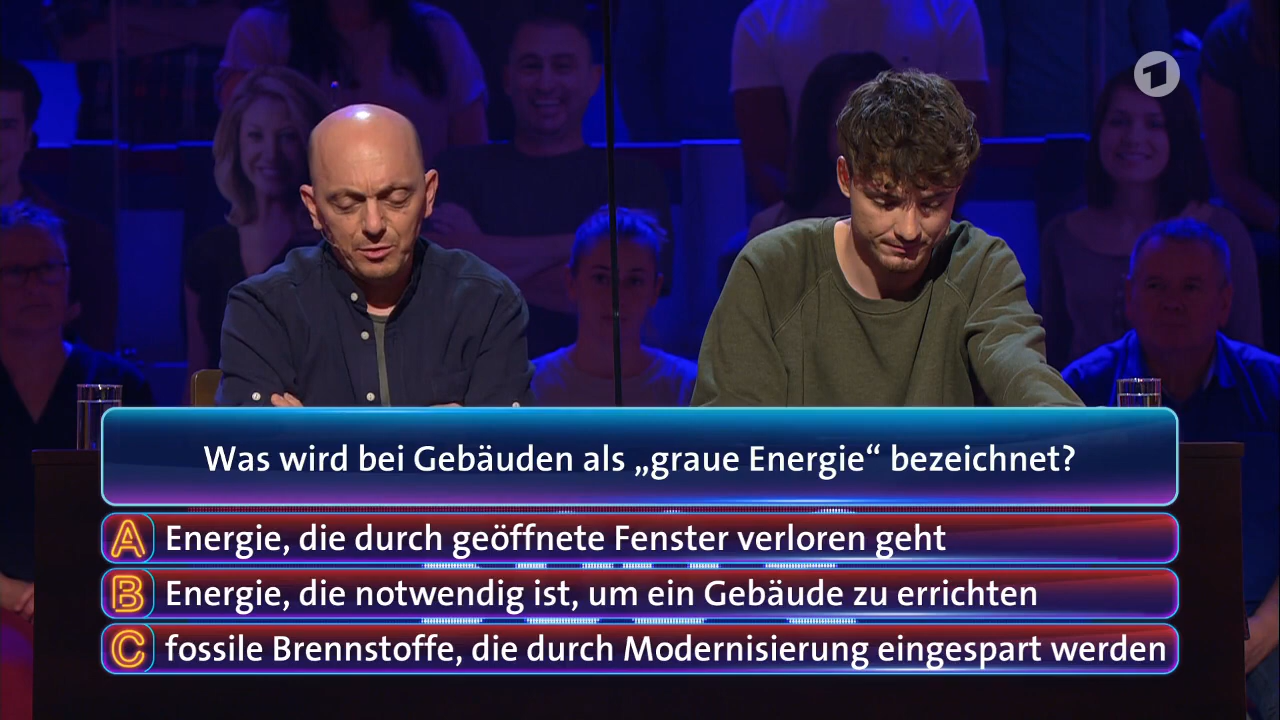 Was wird bei Gebäuden als „graue Energie“ bezeichnet?
A Energie, die durch geöffnete Fenster verloren geht
B Energie, die notwendig ist, um ein Gebäude zu errichten
C fossile Brennstoffe, die durch Modernisierung eingespart werden